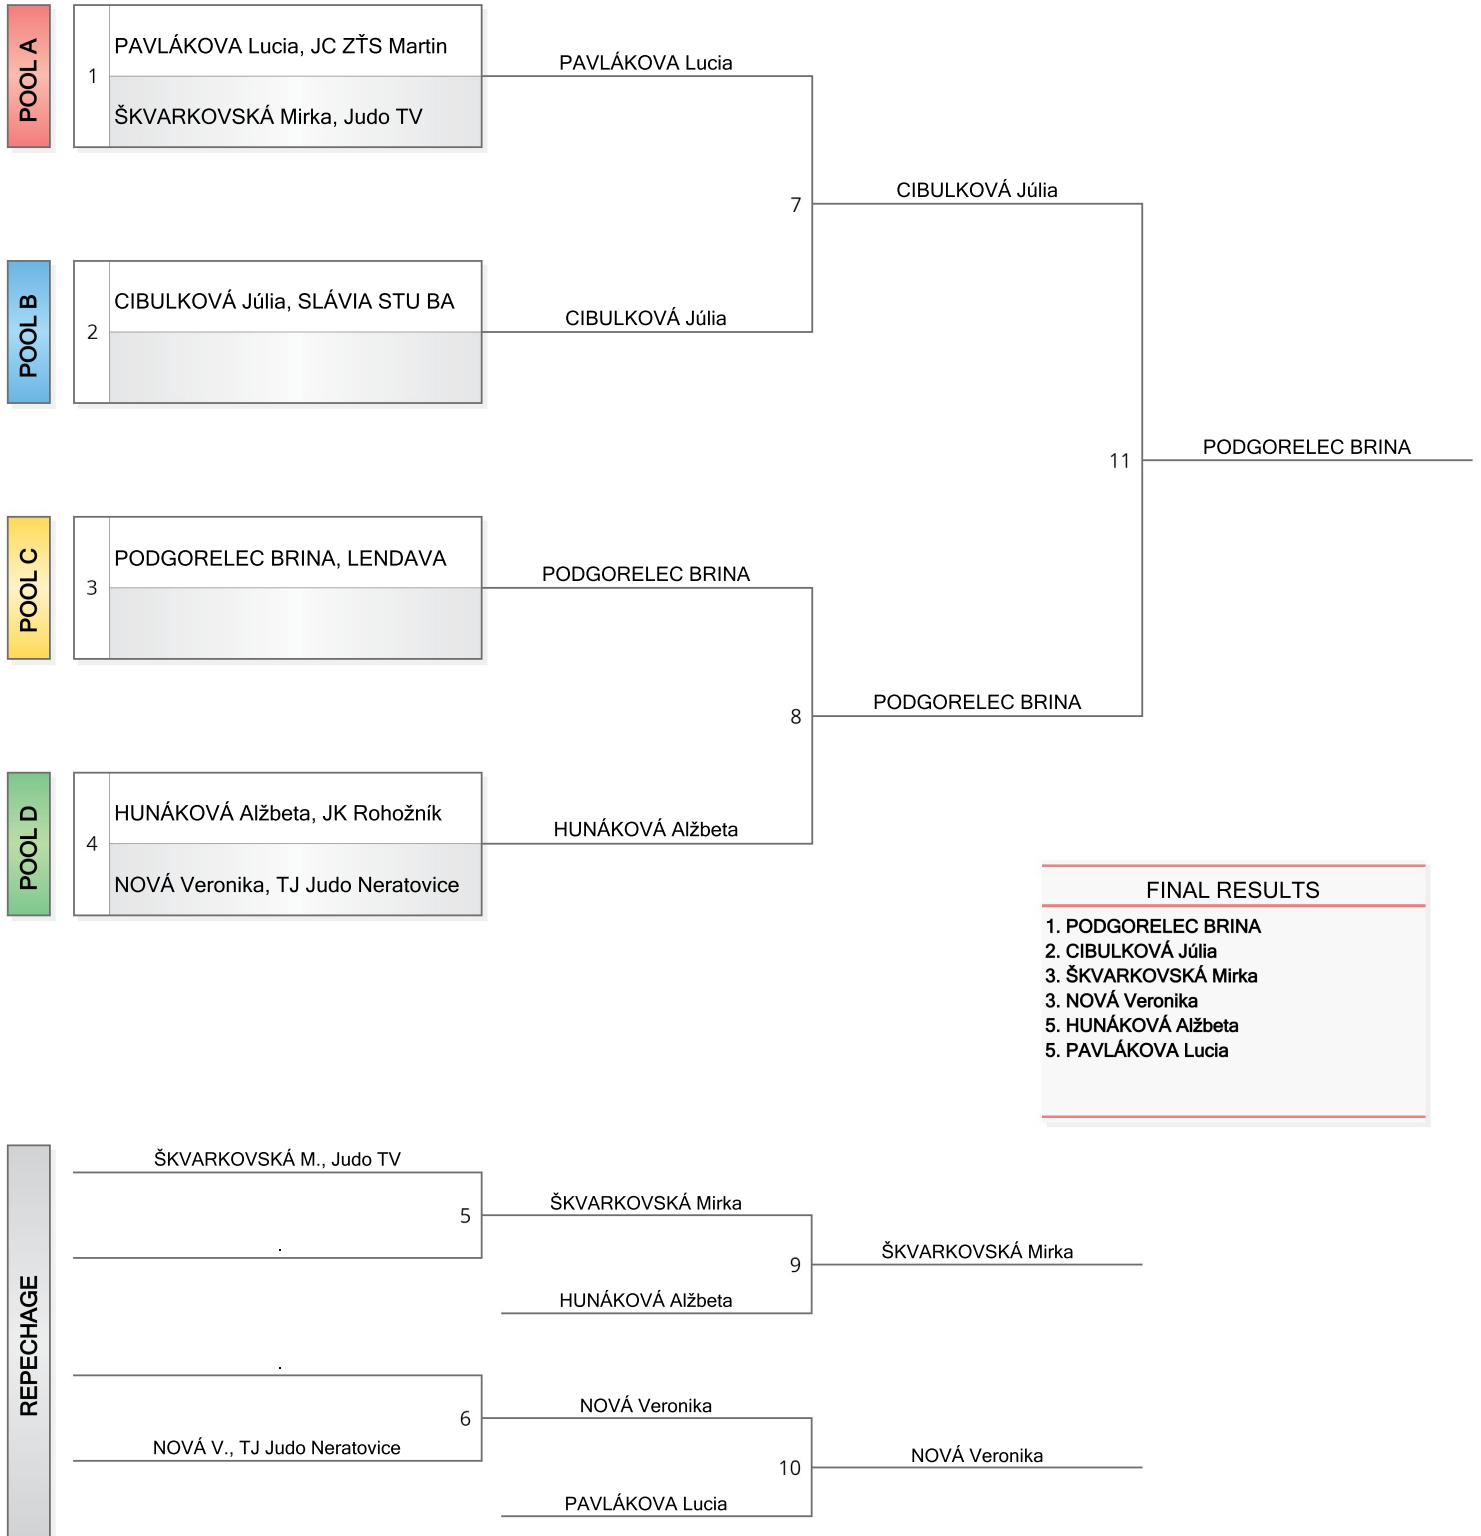 POOL A
1
PAVLÁKOVA Lucia, JC ZŤS Martin
ŠKVARKOVSKÁ Mirka, Judo TV
PAVLÁKOVA Lucia
7
CIBULKOVÁ Júlia
POOL B
2
CIBULKOVÁ Júlia, SLÁVIA STU BA
CIBULKOVÁ Júlia
11
PODGORELEC BRINA
POOL C
3
PODGORELEC BRINA, LENDAVA
PODGORELEC BRINA
8
PODGORELEC BRINA
POOL D
4
HUNÁKOVÁ Alžbeta, JK Rohožník
NOVÁ Veronika, TJ Judo Neratovice
HUNÁKOVÁ Alžbeta
FINAL RESULTS
1. PODGORELEC BRINA
2. CIBULKOVÁ Júlia
3. ŠKVARKOVSKÁ Mirka
3. NOVÁ Veronika
5. HUNÁKOVÁ Alžbeta
5. PAVLÁKOVA Lucia
REPECHAGE
ŠKVARKOVSKÁ M., Judo TV
5
.
ŠKVARKOVSKÁ Mirka
9
HUNÁKOVÁ Alžbeta
ŠKVARKOVSKÁ Mirka
.
6
NOVÁ V., TJ Judo Neratovice
NOVÁ Veronika
10
PAVLÁKOVA Lucia
NOVÁ Veronika